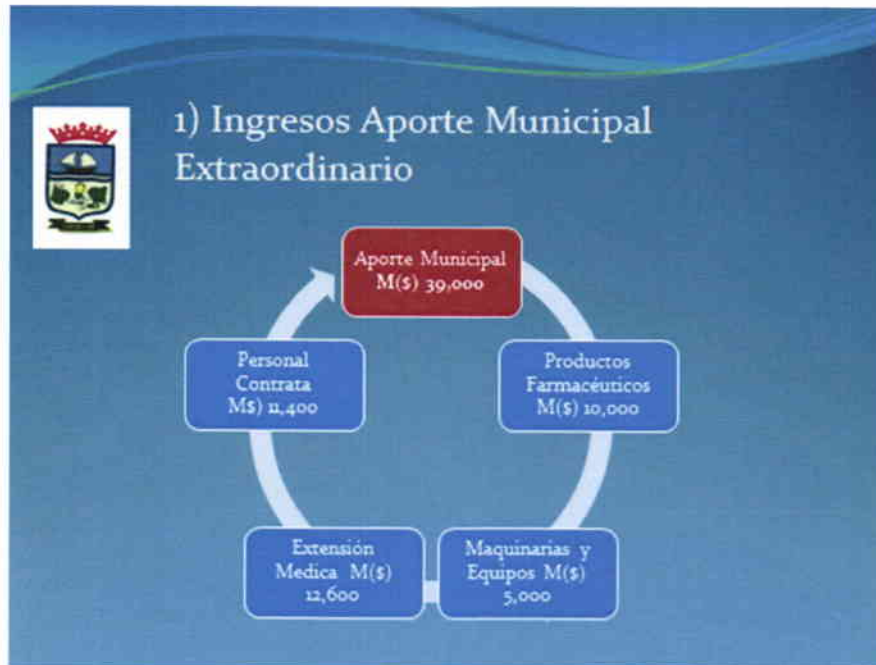 1) Ingresos Aporte Municipal
Extraordinario
Aporte Municipal
M($) 39,000
Productos
Farmacéuticos
M($) 10,000
Maquinarias y
Equipos M($)
5,000
Extensión
Medica M($)
12,600
Personal
Contrata
M$) 11,400